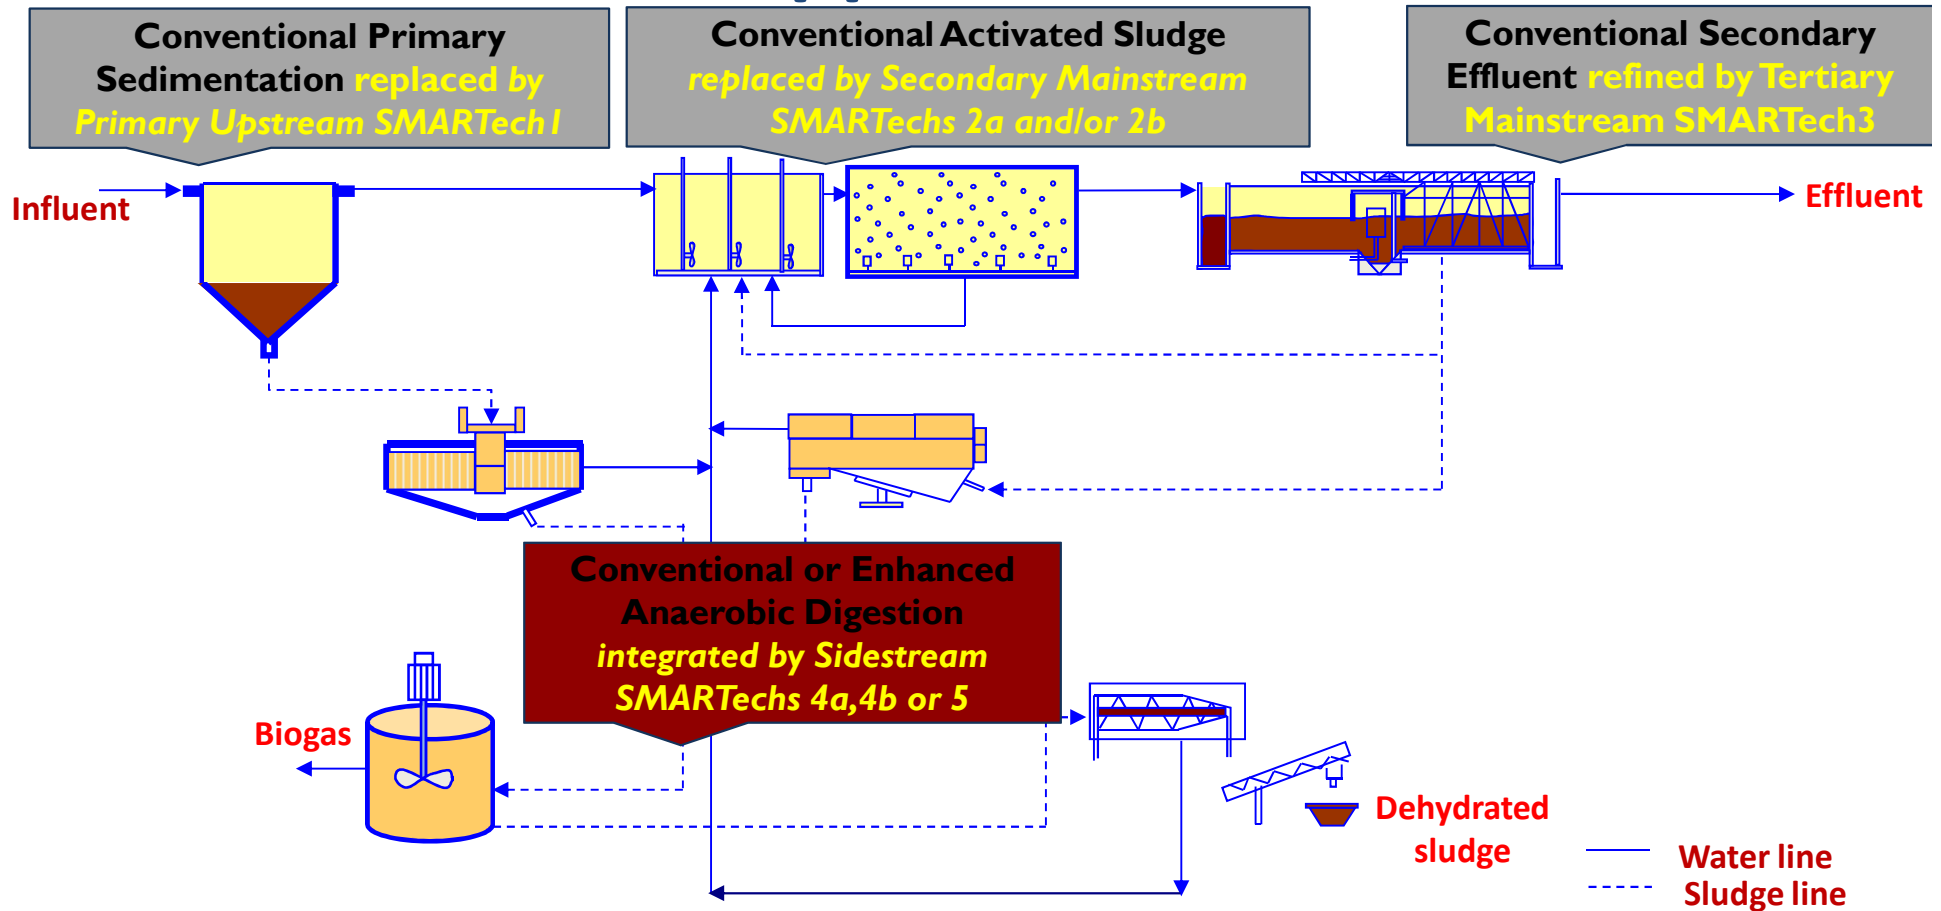 Conventional Primary
Sedimentation replaced by
Primary Upstream SMARTech1
Conventional Activated Sludge
replaced by Secondary Mainstream
SMARTechs 2a and/or 2b
Conventional Secondary
Effluent refined by Tertiary
Mainstream SMARTech3
Influent
Effluent
Conventional or Enhanced
Anaerobic Digestion
integrated by Sidestream
SMARTechs 4a,4b or 5
Biogas
Dehydrated
sludge
Water line
Sludge line